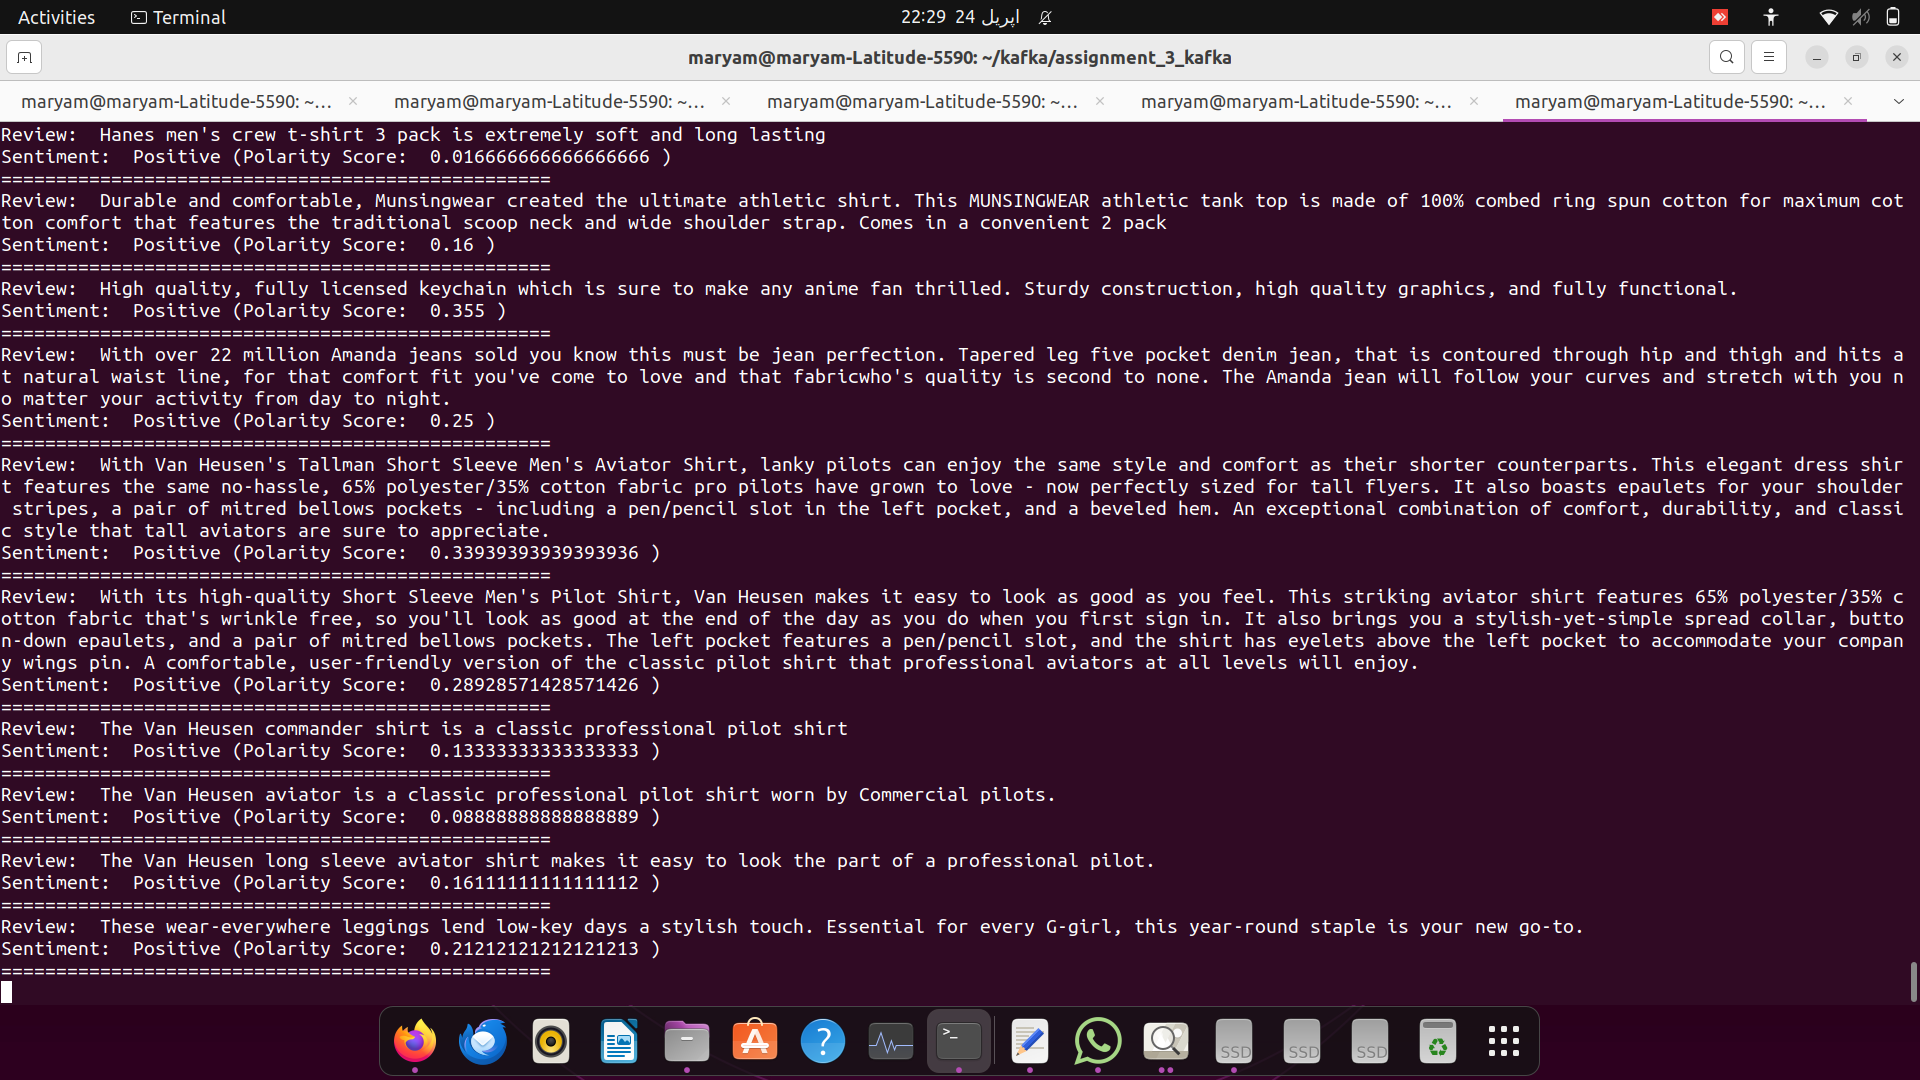 Activities
Terminal
22:29 24 اپریل
maryam@maryam-Latitude-5590: ~/kafka/assignment_3_kafka
maryam@maryam-Latitude-5590: ~... maryam@maryam-Latitude-5590: ~... maryam@maryam-Latitude-5590: ~... maryam@maryam-Latitude-5590: ~... maryam@maryam-Latitude-5590: ~...
Review:  Hanes men's crew t-shirt 3 pack is extremely soft and long lasting
Sentiment:  Positive (Polarity Score:  0.016666666666666666 )
==================================================
Review:  Durable and comfortable, Munsingwear created the ultimate athletic shirt. This MUNSINGWEAR athletic tank top is made of 100% combed ring spun cotton for maximum cot
ton comfort that features the traditional scoop neck and wide shoulder strap. Comes in a convenient 2 pack
Sentiment:  Positive (Polarity Score:  0.16 )
==================================================
Review:  High quality, fully licensed keychain which is sure to make any anime fan thrilled. Sturdy construction, high quality graphics, and fully functional.
Sentiment:  Positive (Polarity Score:  0.355 )
==================================================
Review:  With over 22 million Amanda jeans sold you know this must be jean perfection. Tapered leg five pocket denim jean, that is contoured through hip and thigh and hits a
t natural waist line, for that comfort fit you've come to love and that fabricwho's quality is second to none. The Amanda jean will follow your curves and stretch with you n
o matter your activity from day to night.
Sentiment:  Positive (Polarity Score:  0.25 )
==================================================
Review:  With Van Heusen's Tallman Short Sleeve Men's Aviator Shirt, lanky pilots can enjoy the same style and comfort as their shorter counterparts. This elegant dress shir
t features the same no-hassle, 65% polyester/35% cotton fabric pro pilots have grown to love - now perfectly sized for tall flyers. It also boasts epaulets for your shoulder
 stripes, a pair of mitred bellows pockets - including a pen/pencil slot in the left pocket, and a beveled hem. An exceptional combination of comfort, durability, and classi
c style that tall aviators are sure to appreciate.
Sentiment:  Positive (Polarity Score:  0.33939393939393936 )
==================================================
Review:  With its high-quality Short Sleeve Men's Pilot Shirt, Van Heusen makes it easy to look as good as you feel. This striking aviator shirt features 65% polyester/35% c
otton fabric that's wrinkle free, so you'll look as good at the end of the day as you do when you first sign in. It also brings you a stylish-yet-simple spread collar, butto
n-down epaulets, and a pair of mitred bellows pockets. The left pocket features a pen/pencil slot, and the shirt has eyelets above the left pocket to accommodate your compan
y wings pin. A comfortable, user-friendly version of the classic pilot shirt that professional aviators at all levels will enjoy.
Sentiment:  Positive (Polarity Score:  0.28928571428571426 )
==================================================
Review:  The Van Heusen commander shirt is a classic professional pilot shirt
Sentiment:  Positive (Polarity Score:  0.13333333333333333 )
==================================================
Review:  The Van Heusen aviator is a classic professional pilot shirt worn by Commercial pilots.
Sentiment:  Positive (Polarity Score:  0.08888888888888889 )
==================================================
Review:  The Van Heusen long sleeve aviator shirt makes it easy to look the part of a professional pilot.
Sentiment:  Positive (Polarity Score:  0.16111111111111112 )
==================================================
Review:  These wear-everywhere leggings lend low-key days a stylish touch. Essential for every G-girl, this year-round staple is your new go-to.
Sentiment:  Positive (Polarity Score:  0.21212121212121213 )
==================================================
SSD SSD SSD